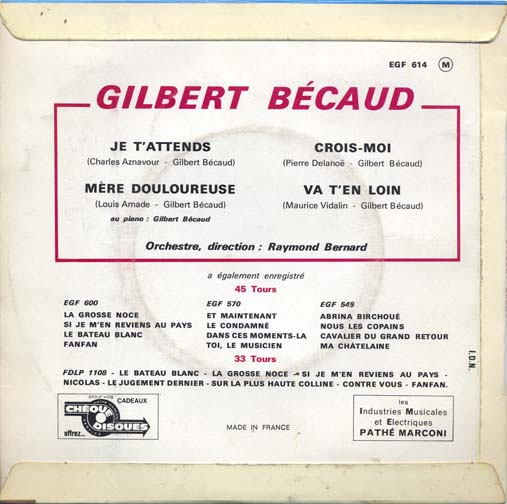 EGF 614 M
GILBERT BÉCAUD
JE T'ATTENDS
(Charles Aznavour - Gilbert Bécaud)
MÈRE DOULOUREUSE
(Louis Amade - Gilbert Bécaud)
au piano : Gilbert Bécaud
CROIS-MOI
(Pierre Delanoë - Gilbert Bécaud)
VA T'EN LOIN
(Maurice Vidalin - Gilbert Bécaud)
Orchestre, direction : Raymond Bernard
a également enregistré
45 Tours
EGF 600
LA GROSSE NOCE
SI JE M'EN REVIENS AU PAYS
LE BATEAU BLANC
FANFAN
EGF 570
ET MAINTENANT
LE CONDAMNÉ
DANS CES MOMENTS-LA
TOI, LE MUSICIEN
EGF 549
ABRINA BIRCHOUÉ
NOUS LES COPAINS
CAVALIER DU GRAND RETOUR
MA CHÂTELAINE
33 Tours
FDLP 1108 - LE BATEAU BLANC - LA GROSSE NOCE - SI JE M'EN REVIENS AU PAYS -
NICOLAS - LE JUGEMENT DERNIER - SUR LA PLUS HAUTE COLLINE - CONTRE VOUS - FANFAN.
I.D.N.
pour vos CADEAUX
CHÈQU'
DISQUES
offrez...
MADE IN FRANCE
les
Industries Musicales
et Electriques
PATHÉ MARCONI